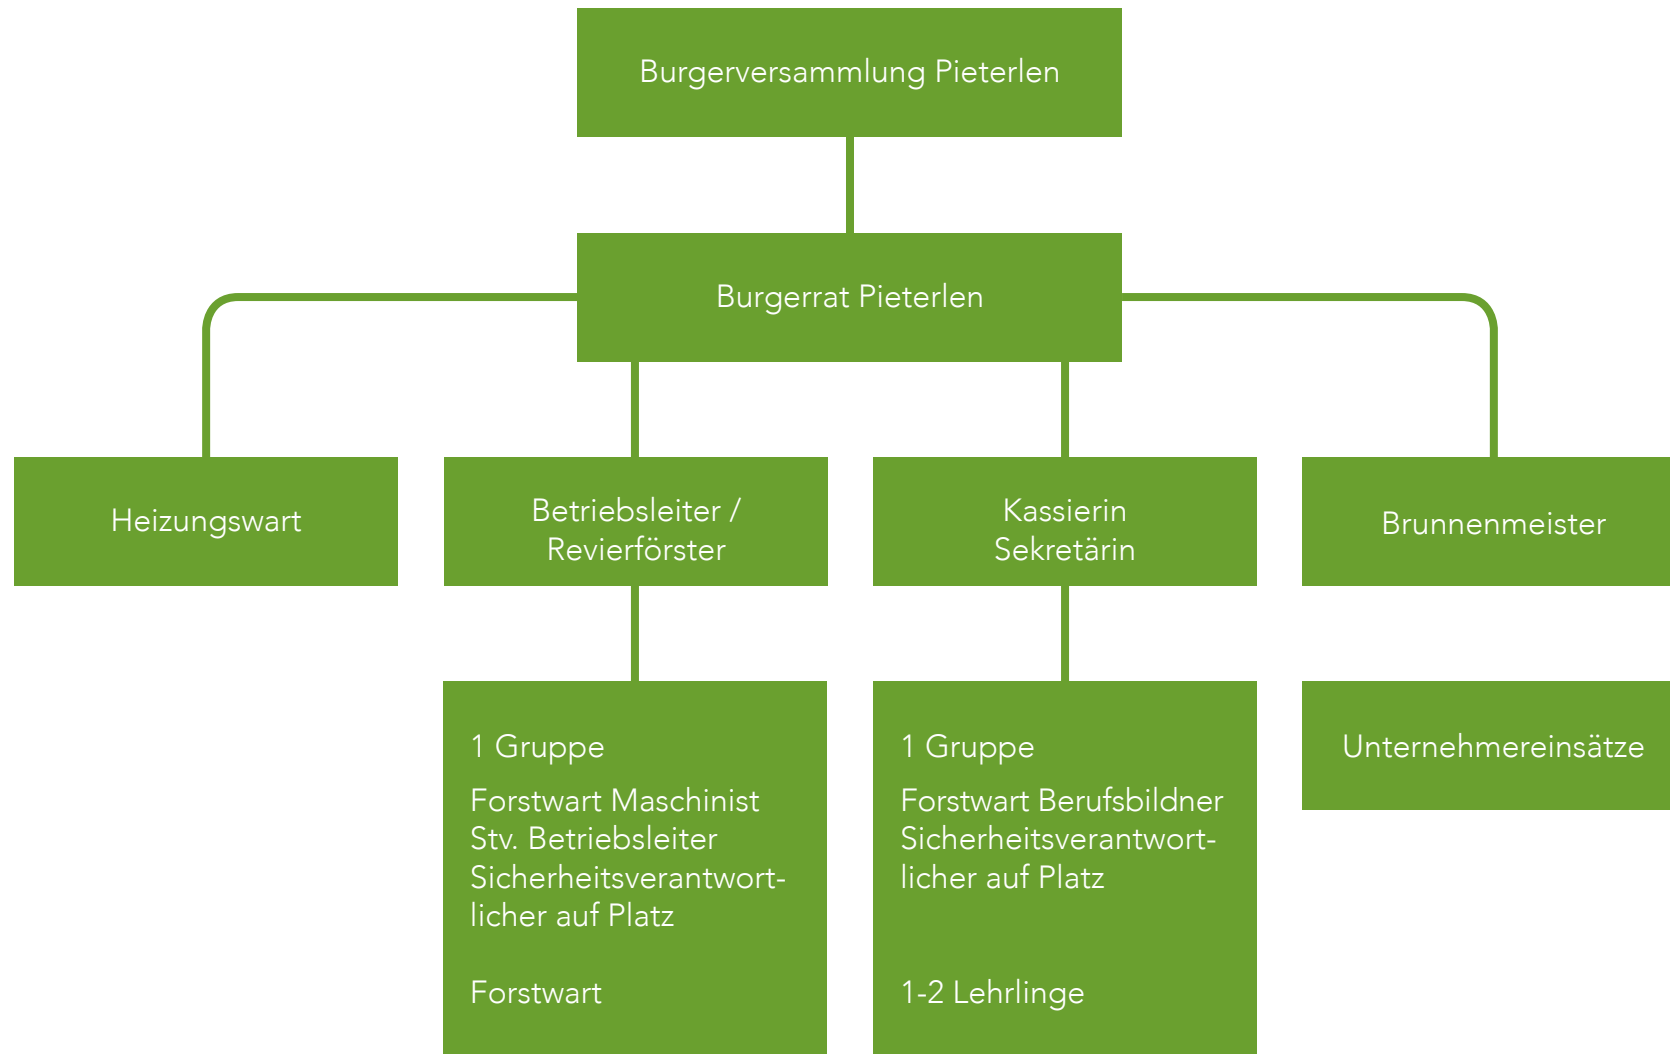 Burgerversammlung Pieterlen
Burgerrat Pieterlen
Heizungswart
Betriebsleiter /
Revierförster
Kassierin
Sekretärin
Brunnenmeister
1 Gruppe
Forstwart Maschinist
Stv. Betriebsleiter
Sicherheitsverantwort-
licher auf Platz
Forstwart
1 Gruppe
Forstwart Berufsbildner
Sicherheitsverantwort-
licher auf Platz
1-2 Lehrlinge
Unternehmereinsätze